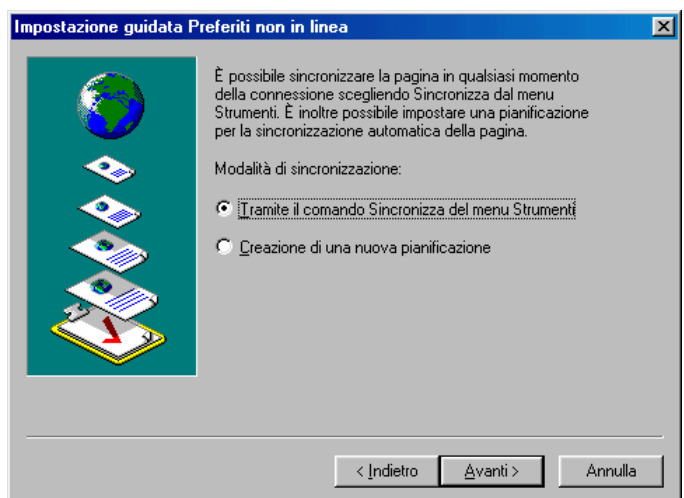 Impostazione guidata Preferiti non in linea
È possibile sincronizzare la pagina in qualsiasi momento
della connessione scegliendo Sincronizza dal menu
Strumenti. È inoltre possibile impostare una pianificazione
per la sincronizzazione automatica della pagina.
Modalità di sincronizzazione:
Tramite il comando Sincronizza del menu Strumenti
Creazione di una nuova pianificazione
< Indietro
Avanti >
Annulla